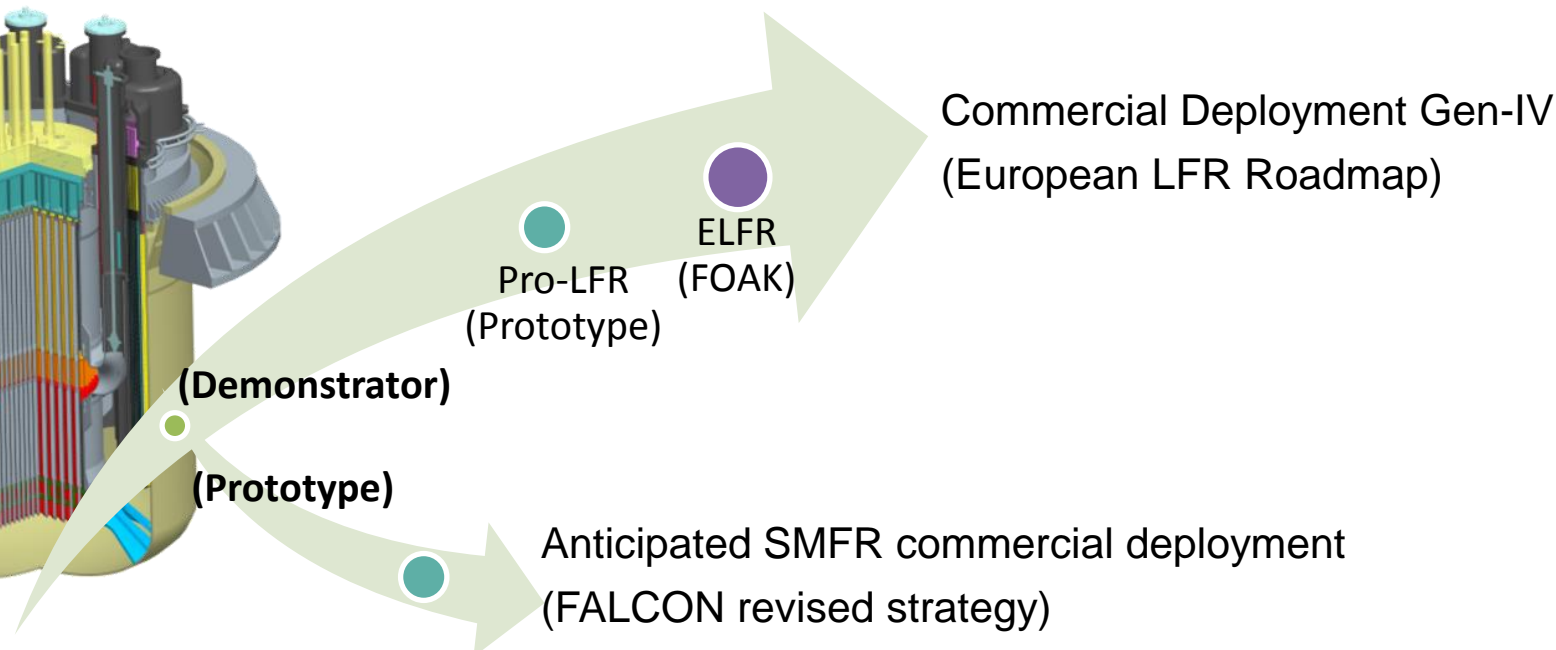 Commercial Deployment Gen-IV
(European LFR Roadmap)
ELFR
(FOAK)
Pro-LFR
(Prototype)
(Demonstrator)
(Prototype)
Anticipated SMFR commercial deployment
(FALCON revised strategy)